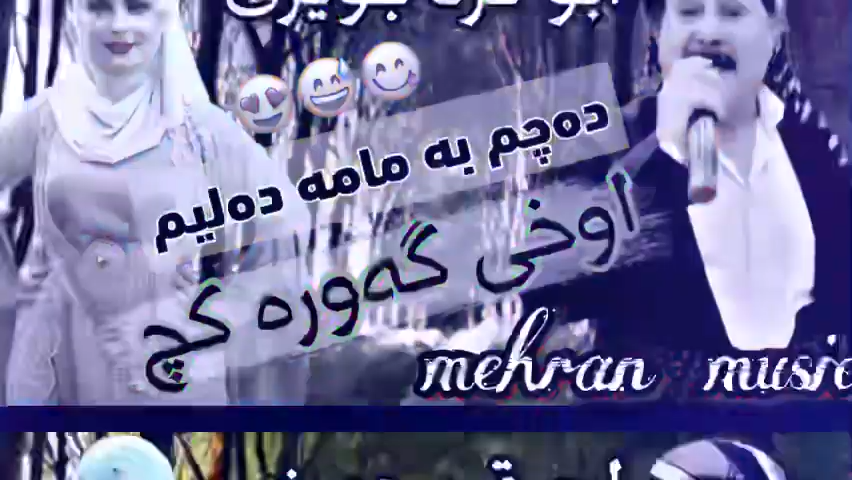 دەچم بە مامە دەلیم
اوخی گەورە کچ
mehran music